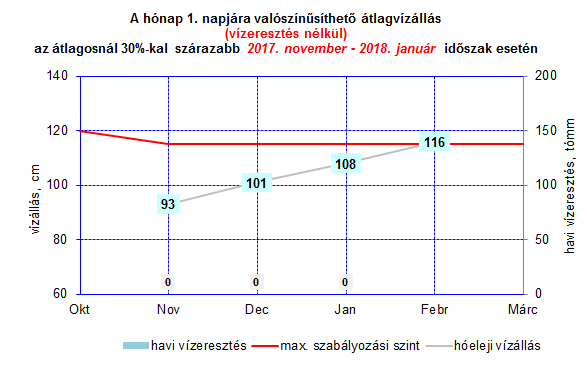 A hónap 1. napjára valószínűsíthető átlagvízállás
(vízeresztés nélkül)
az átlagosnál 30%-kal szárazabb 2017. november - 2018. január időszak esetén
140
120
100
80
60
vízállás, cm
200
150
100
50
0
havi vízeresztés, tömm
93
101
108
116
0
0
0
Okt
Nov
Dec
Jan
Febr
Márc
havi vízeresztés
max. szabályozási szint
hóeleji vízállás